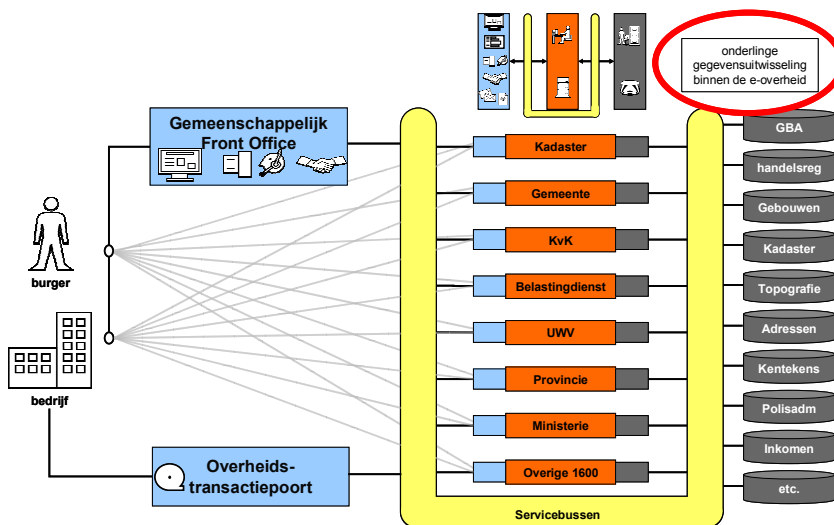 onderlinge
gegevensuitwisseling
binnen de e-overheid
Gemeenschappelijk
Front Office
burger
bedrijf
Overheids-
transactiepoort
Kadaster
Gemeente
KvK
Belastingdienst
UWV
Provincie
Ministerie
Overige 1600
Servicebussen
GBA
handelsreg
Gebouwen
Kadaster
Topografie
Adressen
Kentekens
Polisadm
Inkomen
etc.